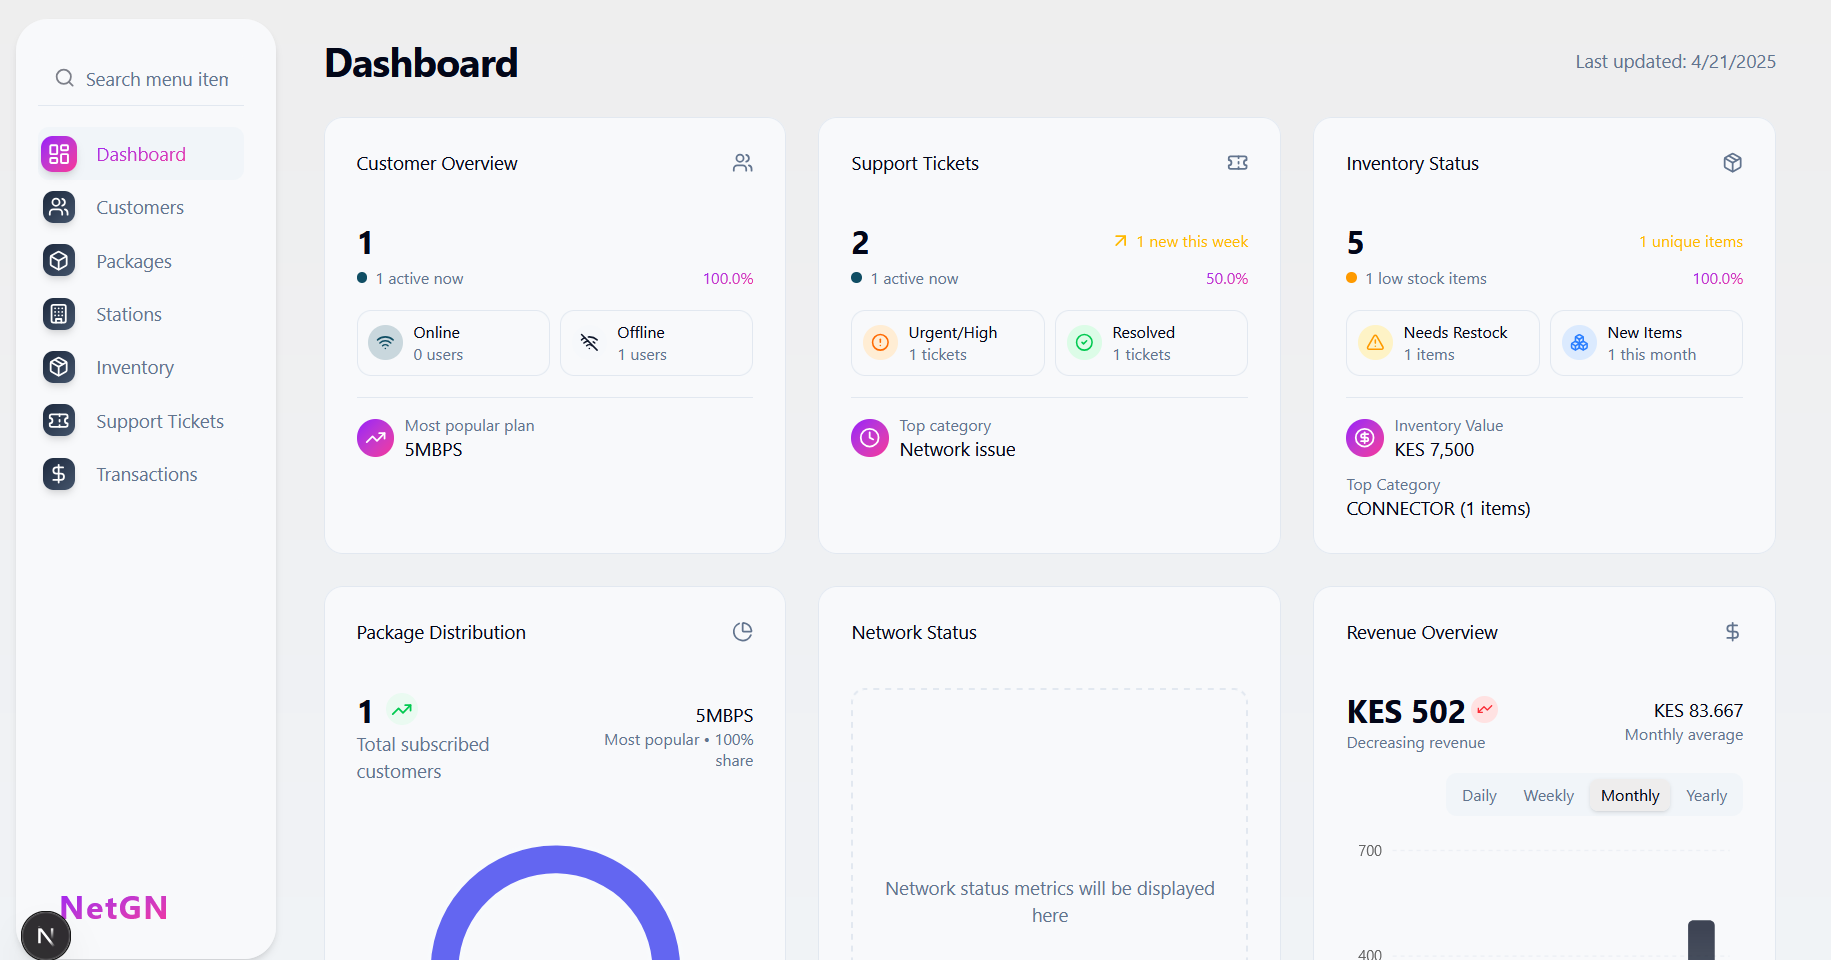 Search menu item
Dashboard
Customers
Packages
Stations
Inventory
Support Tickets
Transactions
NetGN
N
Dashboard
Last updated: 4/21/2025
Customer Overview
1
1 active now
100.0%
Online
0 users
Offline
1 users
Most popular plan
5MBPS
Support Tickets
2
1 new this week
1 active now
50.0%
Urgent/High
1 tickets
Resolved
1 tickets
Top category
Network issue
Inventory Status
5
1 unique items
1 low stock items
100.0%
Needs Restock
1 items
New Items
1 this month
Inventory Value
KES 7,500
Top Category
CONNECTOR (1 items)
Package Distribution
1
Total subscribed
customers
5MBPS
Most popular • 100%
share
Network Status
Network status metrics will be displayed
here
Revenue Overview
KES 502
Decreasing revenue
KES 83.667
Monthly average
Daily
Weekly
Monthly
Yearly
700
400